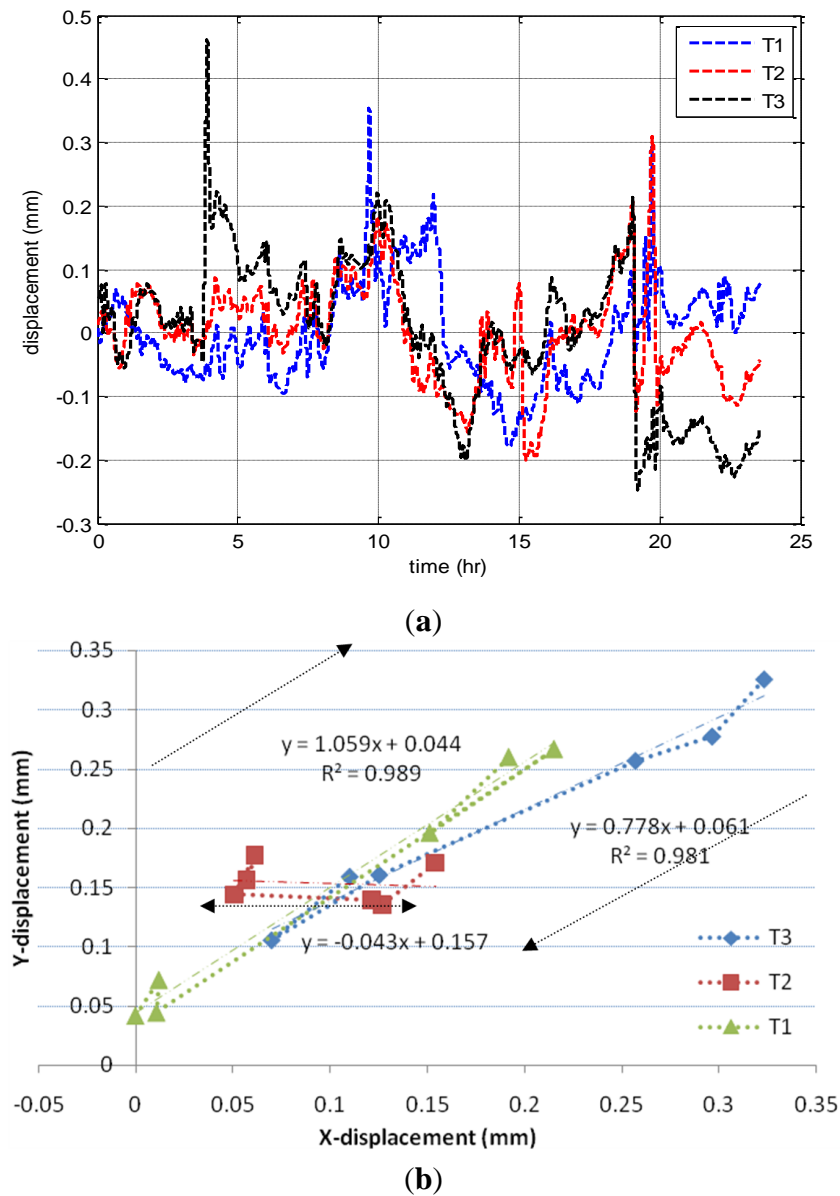 0.5
0.4
0.3
0.2
0.1
0
-0.1
-0.2
-0.3
displacement (mm)
T1
T2
T3
0 5 10 15 20 25
time (hr)
(a)
0.35
0.3
0.25
0.2
0.15
0.1
0.05
0
Y-displacement (mm)
y = 1.059x + 0.044
R² = 0.989
y = 0.778x + 0.061
R² = 0.981
y = -0.043x + 0.157
T3
T2
T1
-0.05 0 0.05 0.1 0.15 0.2 0.25 0.3 0.35
X-displacement (mm)
(b)